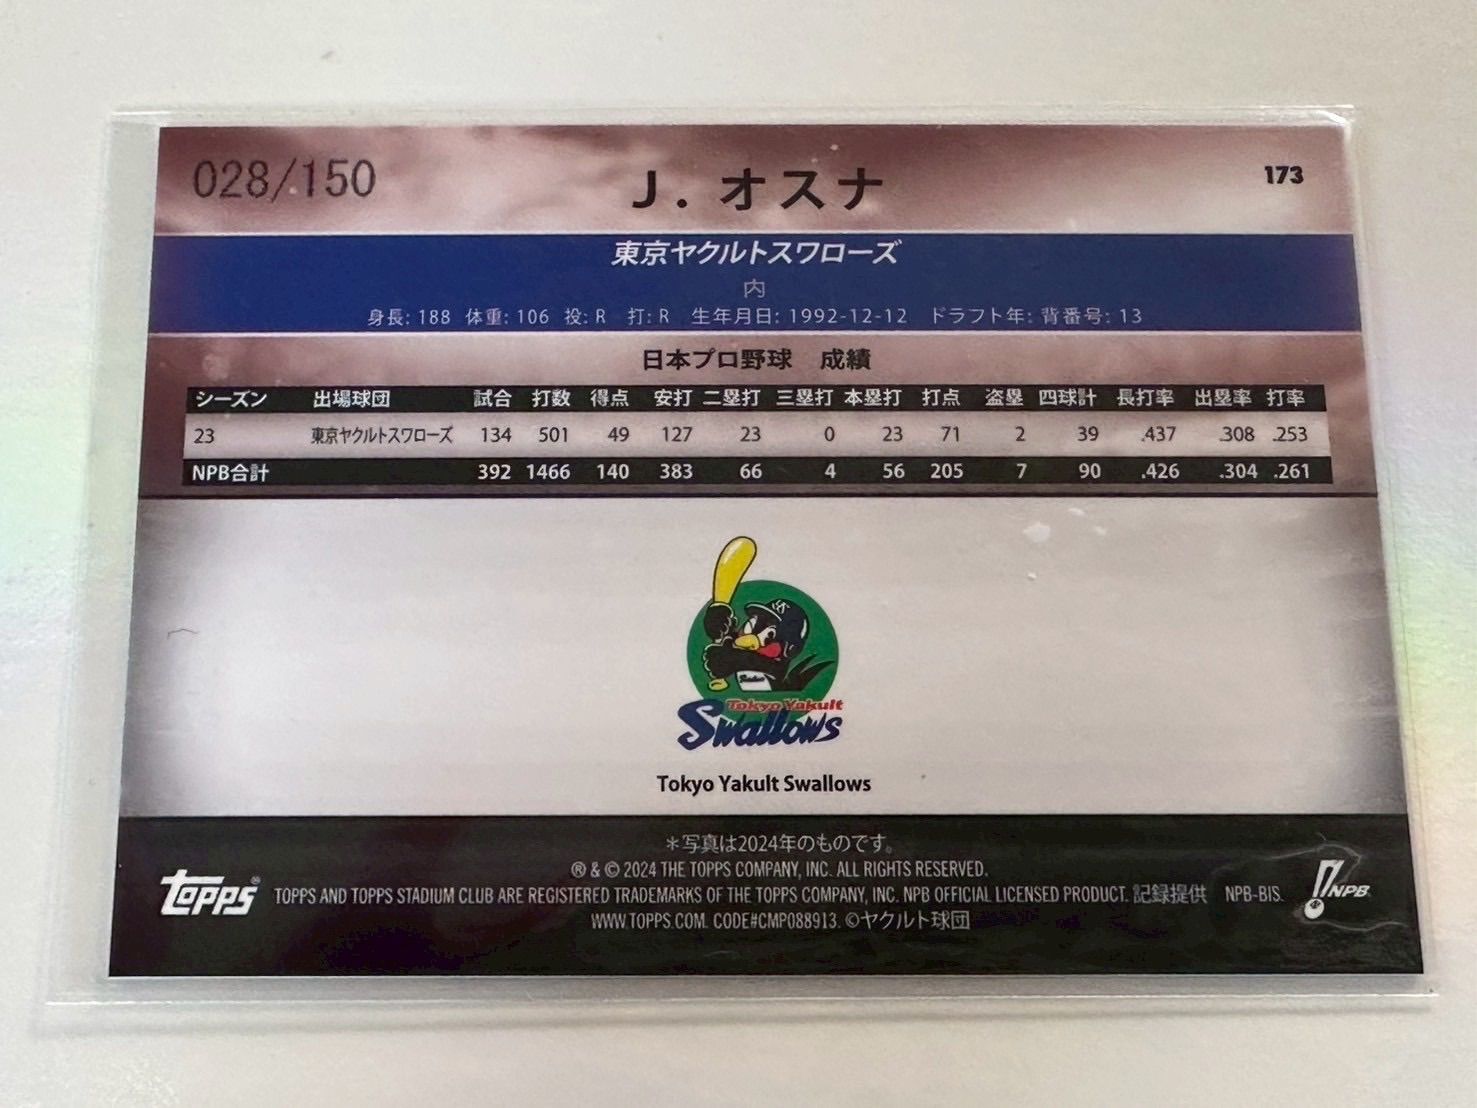 028/150
J. オスナ
173
東京ヤクルトスワローズ
内
身長: 188 体重: 106 投: R 打: R 生年月日: 1992-12-12 ドラフト年: 背番号: 13
日本プロ野球 成績
シーズン 出場球団 試合 打数 得点 安打 二塁打 三塁打 本塁打 打点 盗塁 四球計 長打率 出塁率 打率
23 東京ヤクルトスワローズ 134 501 49 127 23 0 23 71 2 39 .437 .308 .253
NPB合計 392 1466 140 383 66 4 56 205 7 90 .426 .304 .261
Tokyo Yakult
Swallows
Tokyo Yakult Swallows
*写真は2024年のものです。
® & © 2024 THE TOPPS COMPANY, INC. ALL RIGHTS RESERVED.
Topps® TOPPS AND TOPPS STADIUM CLUB ARE REGISTERED TRADEMARKS OF THE TOPPS COMPANY, INC. NPB OFFICIAL LICENSED PRODUCT. 記録提供 NPB-BIS. NPB
WWW.TOPPS.COM. CODE#CMP088913. ©ヤクルト球団